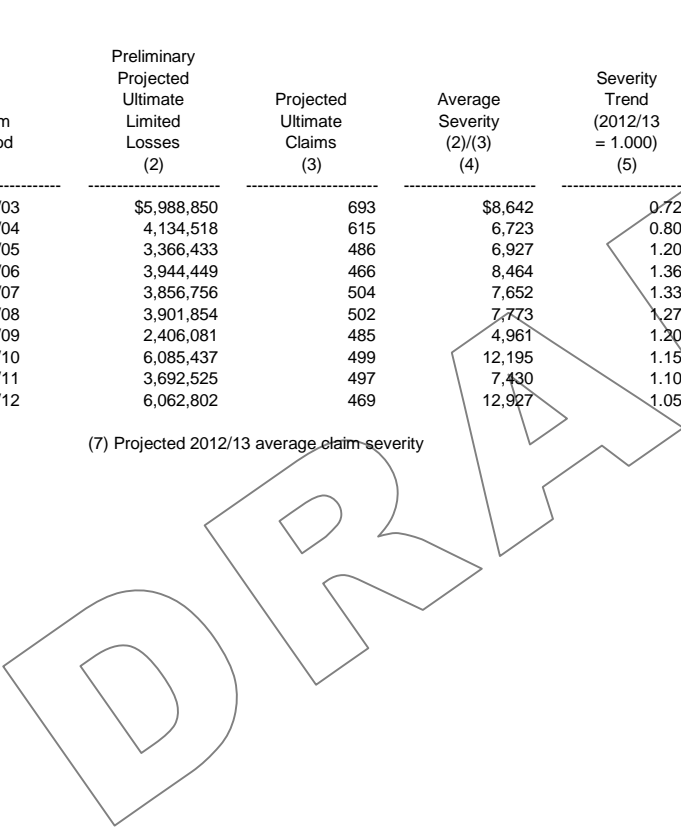 Preliminary
Projected Severity
Ultimate Projected Average Trend
m Limited Ultimate Severity (2012/13
od Losses Claims (2)/(3) = 1.000)
(2) (3) (4) (5)
------------ ----------------------- ----------------------- ----------------------- ---------------------
/03 $5,988,850 693 $8,642 0.72
/04 4,134,518 615 6,723 0.80
/05 3,366,433 486 6,927 1.20
/06 3,944,449 466 8,464 1.36
/07 3,856,756 504 7,652 1.33
/08 3,901,854 502 7,773 1.27
/09 2,406,081 485 4,961 1.20
/10 6,085,437 499 12,195 1.15
/11 3,692,525 497 7,430 1.10
/12 6,062,802 469 12,927 1.05
(7) Projected 2012/13 average claim severity
DRA